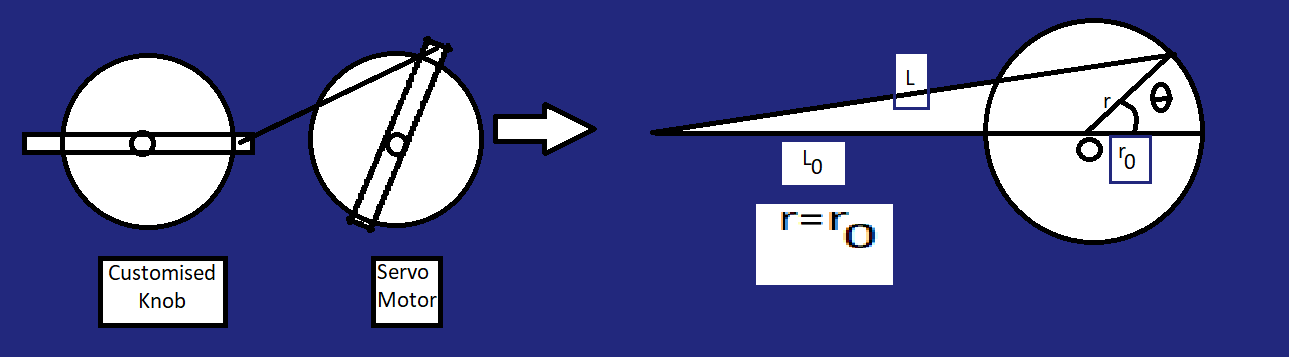 Customised
Knob
Servo
Motor
L
r
θ
O
r0
L0
r=r0